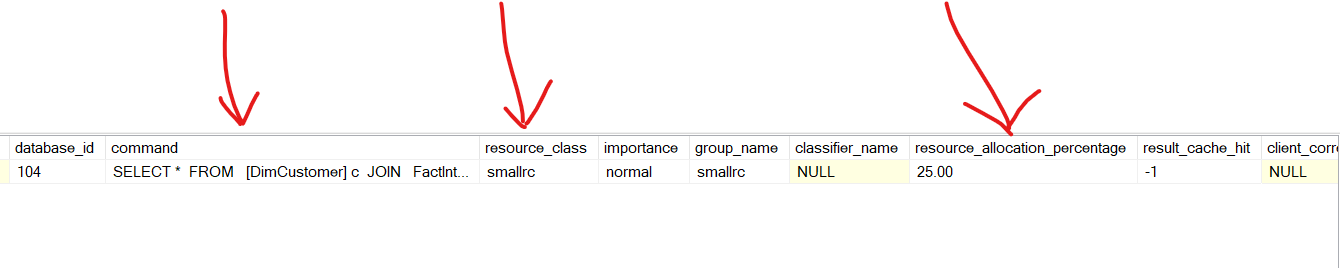 database_id command resource_class importance group_name classifier_name resource_allocation_percentage result_cache_hit client_corre
104 SELECT * FROM [DimCustomer] c JOIN FactInt... smallrc normal smallrc NULL 25.00 -1 NULL